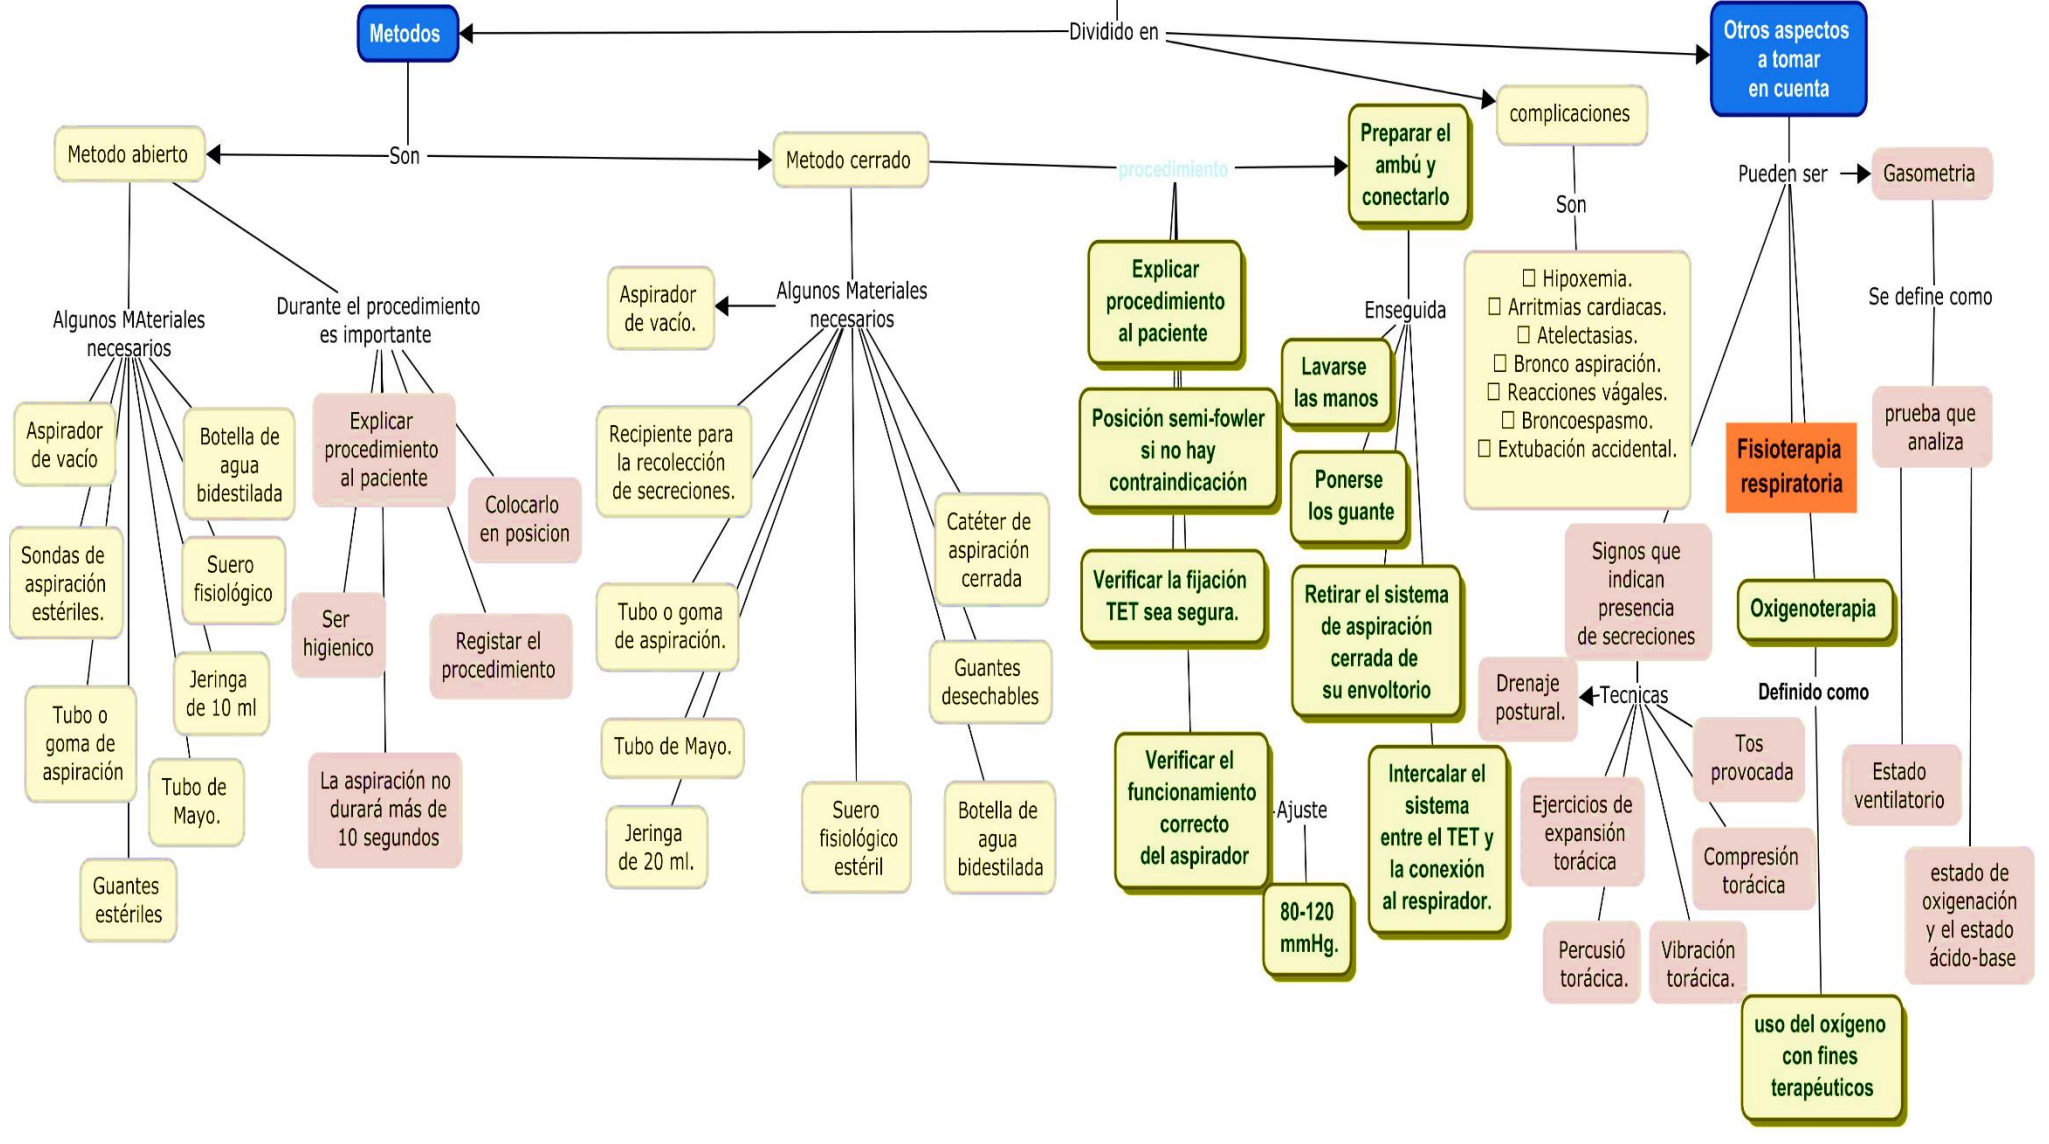 Dividido en
Metodos
Son
Metodo abierto
Algunos MAteriales
necesarios
Aspirador
de vacío
Botella de
agua
bidestilada
Sondas de
aspiración
estériles.
Suero
fisiológico
Tubo o
goma de
aspiración
Jeringa
de 10 ml
Tubo de
Mayo.
Guantes
estériles
Durante el procedimiento
es importante
Explicar
procedimiento
al paciente
Colocarlo
en posicion
Ser
higienico
Registar el
procedimiento
La aspiración no
durará más de
10 segundos
Metodo cerrado
Algunos Materiales
necesarios
Aspirador
de vacío.
Recipiente para
la recolección
de secreciones.
Catéter de
aspiración
cerrada
Tubo o goma
de aspiración.
Guantes
desechables
Tubo de Mayo.
Jeringa
de 20 ml.
Suero
fisiológico
estéril
Botella de
agua
bidestilada
procedimiento
Explicar
procedimiento
al paciente
Posición semi-fowler
si no hay
contraindicación
Verificar la fijación
TET sea segura.
Verificar el
funcionamiento
correcto
del aspirador
Ajuste
80-120
mmHg.
Preparar el
ambú y
conectarlo
Enseguida
Lavarse
las manos
Ponerse
los guante
Retirar el sistema
de aspiración
cerrada de
su envoltorio
Intercalar el
sistema
entre el TET y
la conexión
al respirador.
complicaciones
Son
Hipoxemia.
Arritmias cardiacas.
Atelectasias.
Bronco aspiración.
Reacciones vágales.
Broncoespasmo.
Extubación accidental.
Otros aspectos
a tomar
en cuenta
Pueden ser
Gasometria
Se define como
prueba que
analiza
Estado
ventilatorio
estado de
oxigenación
y el estado
ácido-base
Fisioterapia
respiratoria
Signos que
indican
presencia
de secreciones
Tecnicas
Drenaje
postural.
Tos
provocada
Ejercicios de
expansión
torácica
Compresión
torácica
Percusió
torácica.
Vibración
torácica.
Oxigenoterapia
Definido como
uso del oxígeno
con fines
terapéuticos